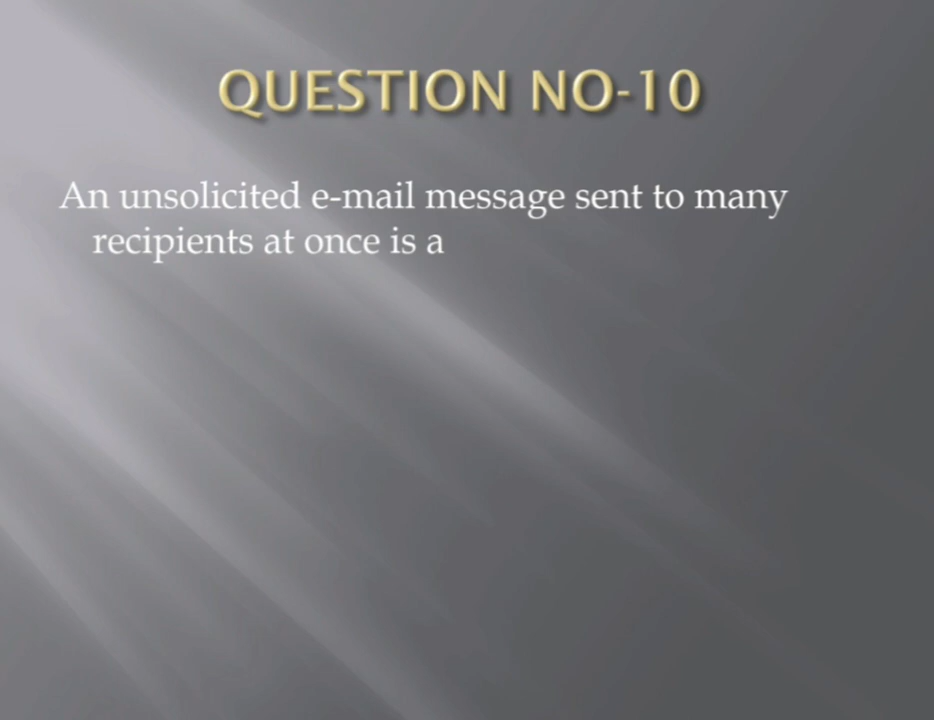 QUESTION NO-10
An unsolicited e-mail message sent to many
recipients at once is a